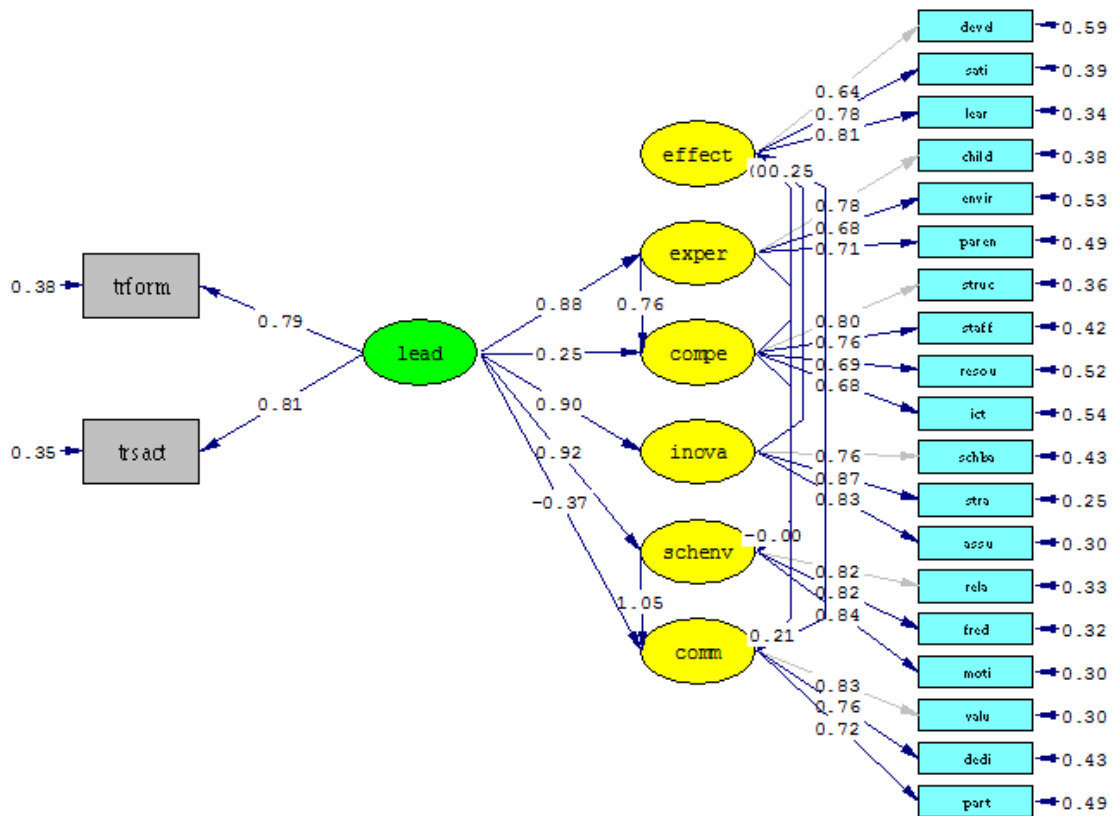 devd
0.59
sati
0.39
0.64
0.78
0.81
lear
0.34
effect
child
0.38
(00.25
envir
0.53
0.78
0.68
0.71
paren
0.49
exper
trform
0.38
0.79
0.88
0.76
struc
0.36
0.80
0.76
0.69
0.68
staff
0.42
lead
0.25
compe
resou
0.52
ict
0.54
0.81
0.90
trsact
0.35
0.92
inova
0.76
0.87
0.83
schba
0.43
stra
0.25
-0.37
-0.00
assu
0.30
schenv
0.82
0.82
0.84
rela
0.33
1.05
fred
0.32
0.21
comm
moti
0.30
0.83
0.76
0.72
valu
0.30
dedi
0.43
part
0.49